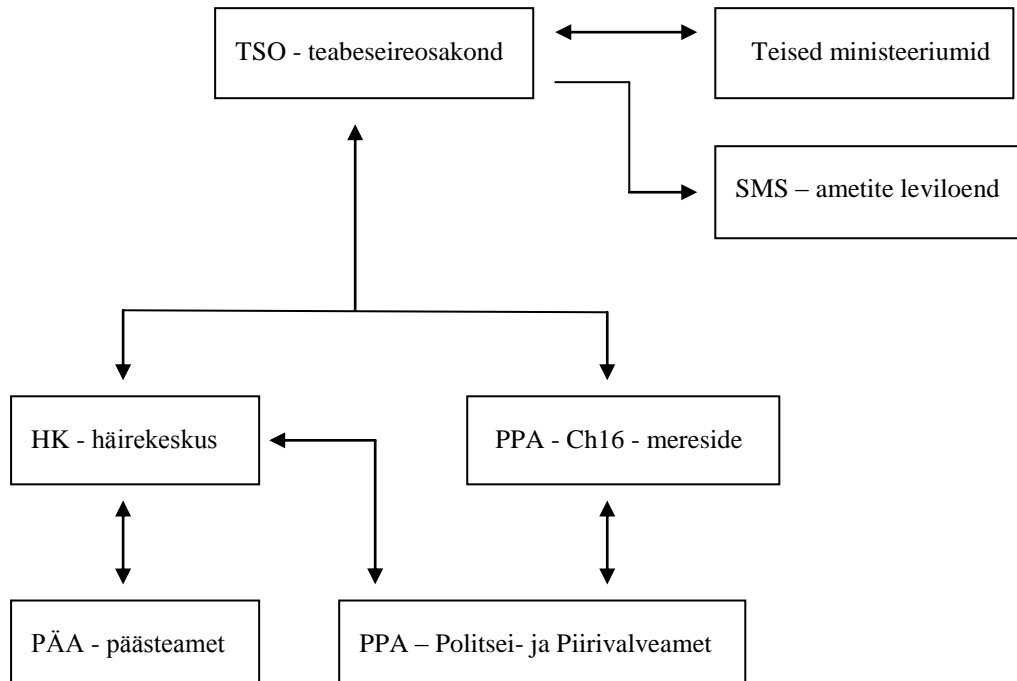 TSO - teabeseireosakond
Teised ministeeriumid
SMS – ametite leviloend
HK - häirekeskus
PPA - Ch16 - mereside
PÄA - päästeamet
PPA – Politsei- ja Piirivalveamet